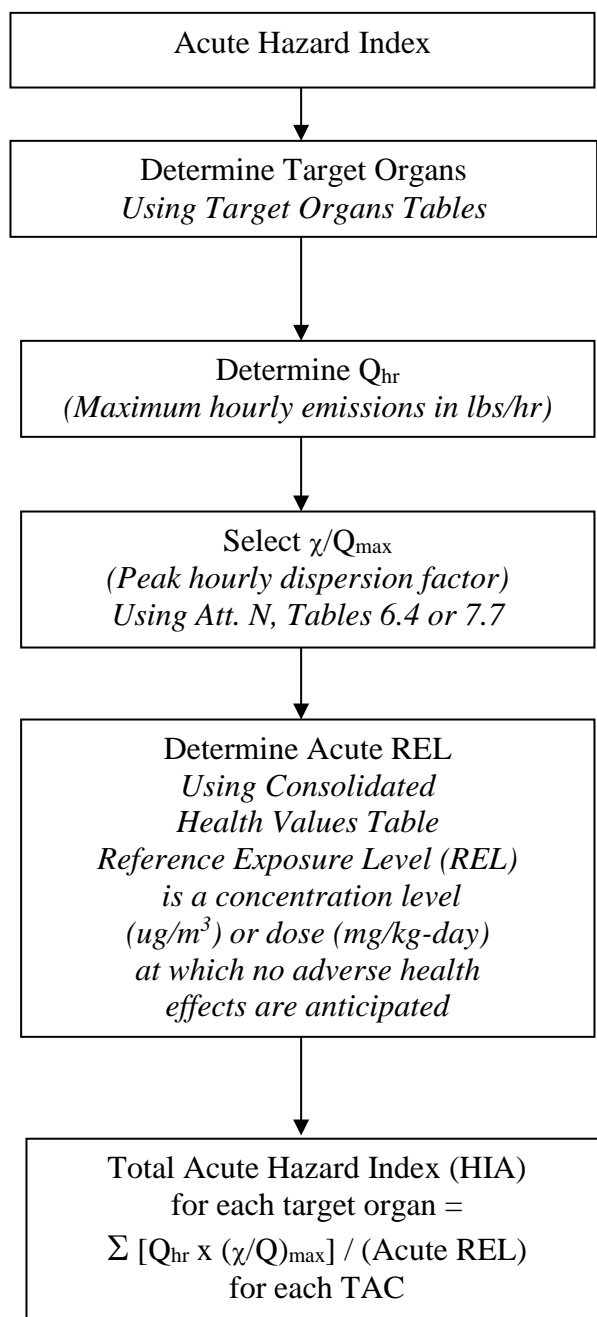 Acute Hazard Index
Determine Target Organs
Using Target Organs Tables
Determine Qhr
(Maximum hourly emissions in lbs/hr)
Select χ/Qmax
(Peak hourly dispersion factor)
Using Att. N, Tables 6.4 or 7.7
Determine Acute REL
Using Consolidated
Health Values Table
Reference Exposure Level (REL)
is a concentration level
(ug/m³) or dose (mg/kg-day)
at which no adverse health
effects are anticipated
Total Acute Hazard Index (HIA)
for each target organ =
Σ [Qhr x (χ/Q)max] / (Acute REL)
for each TAC